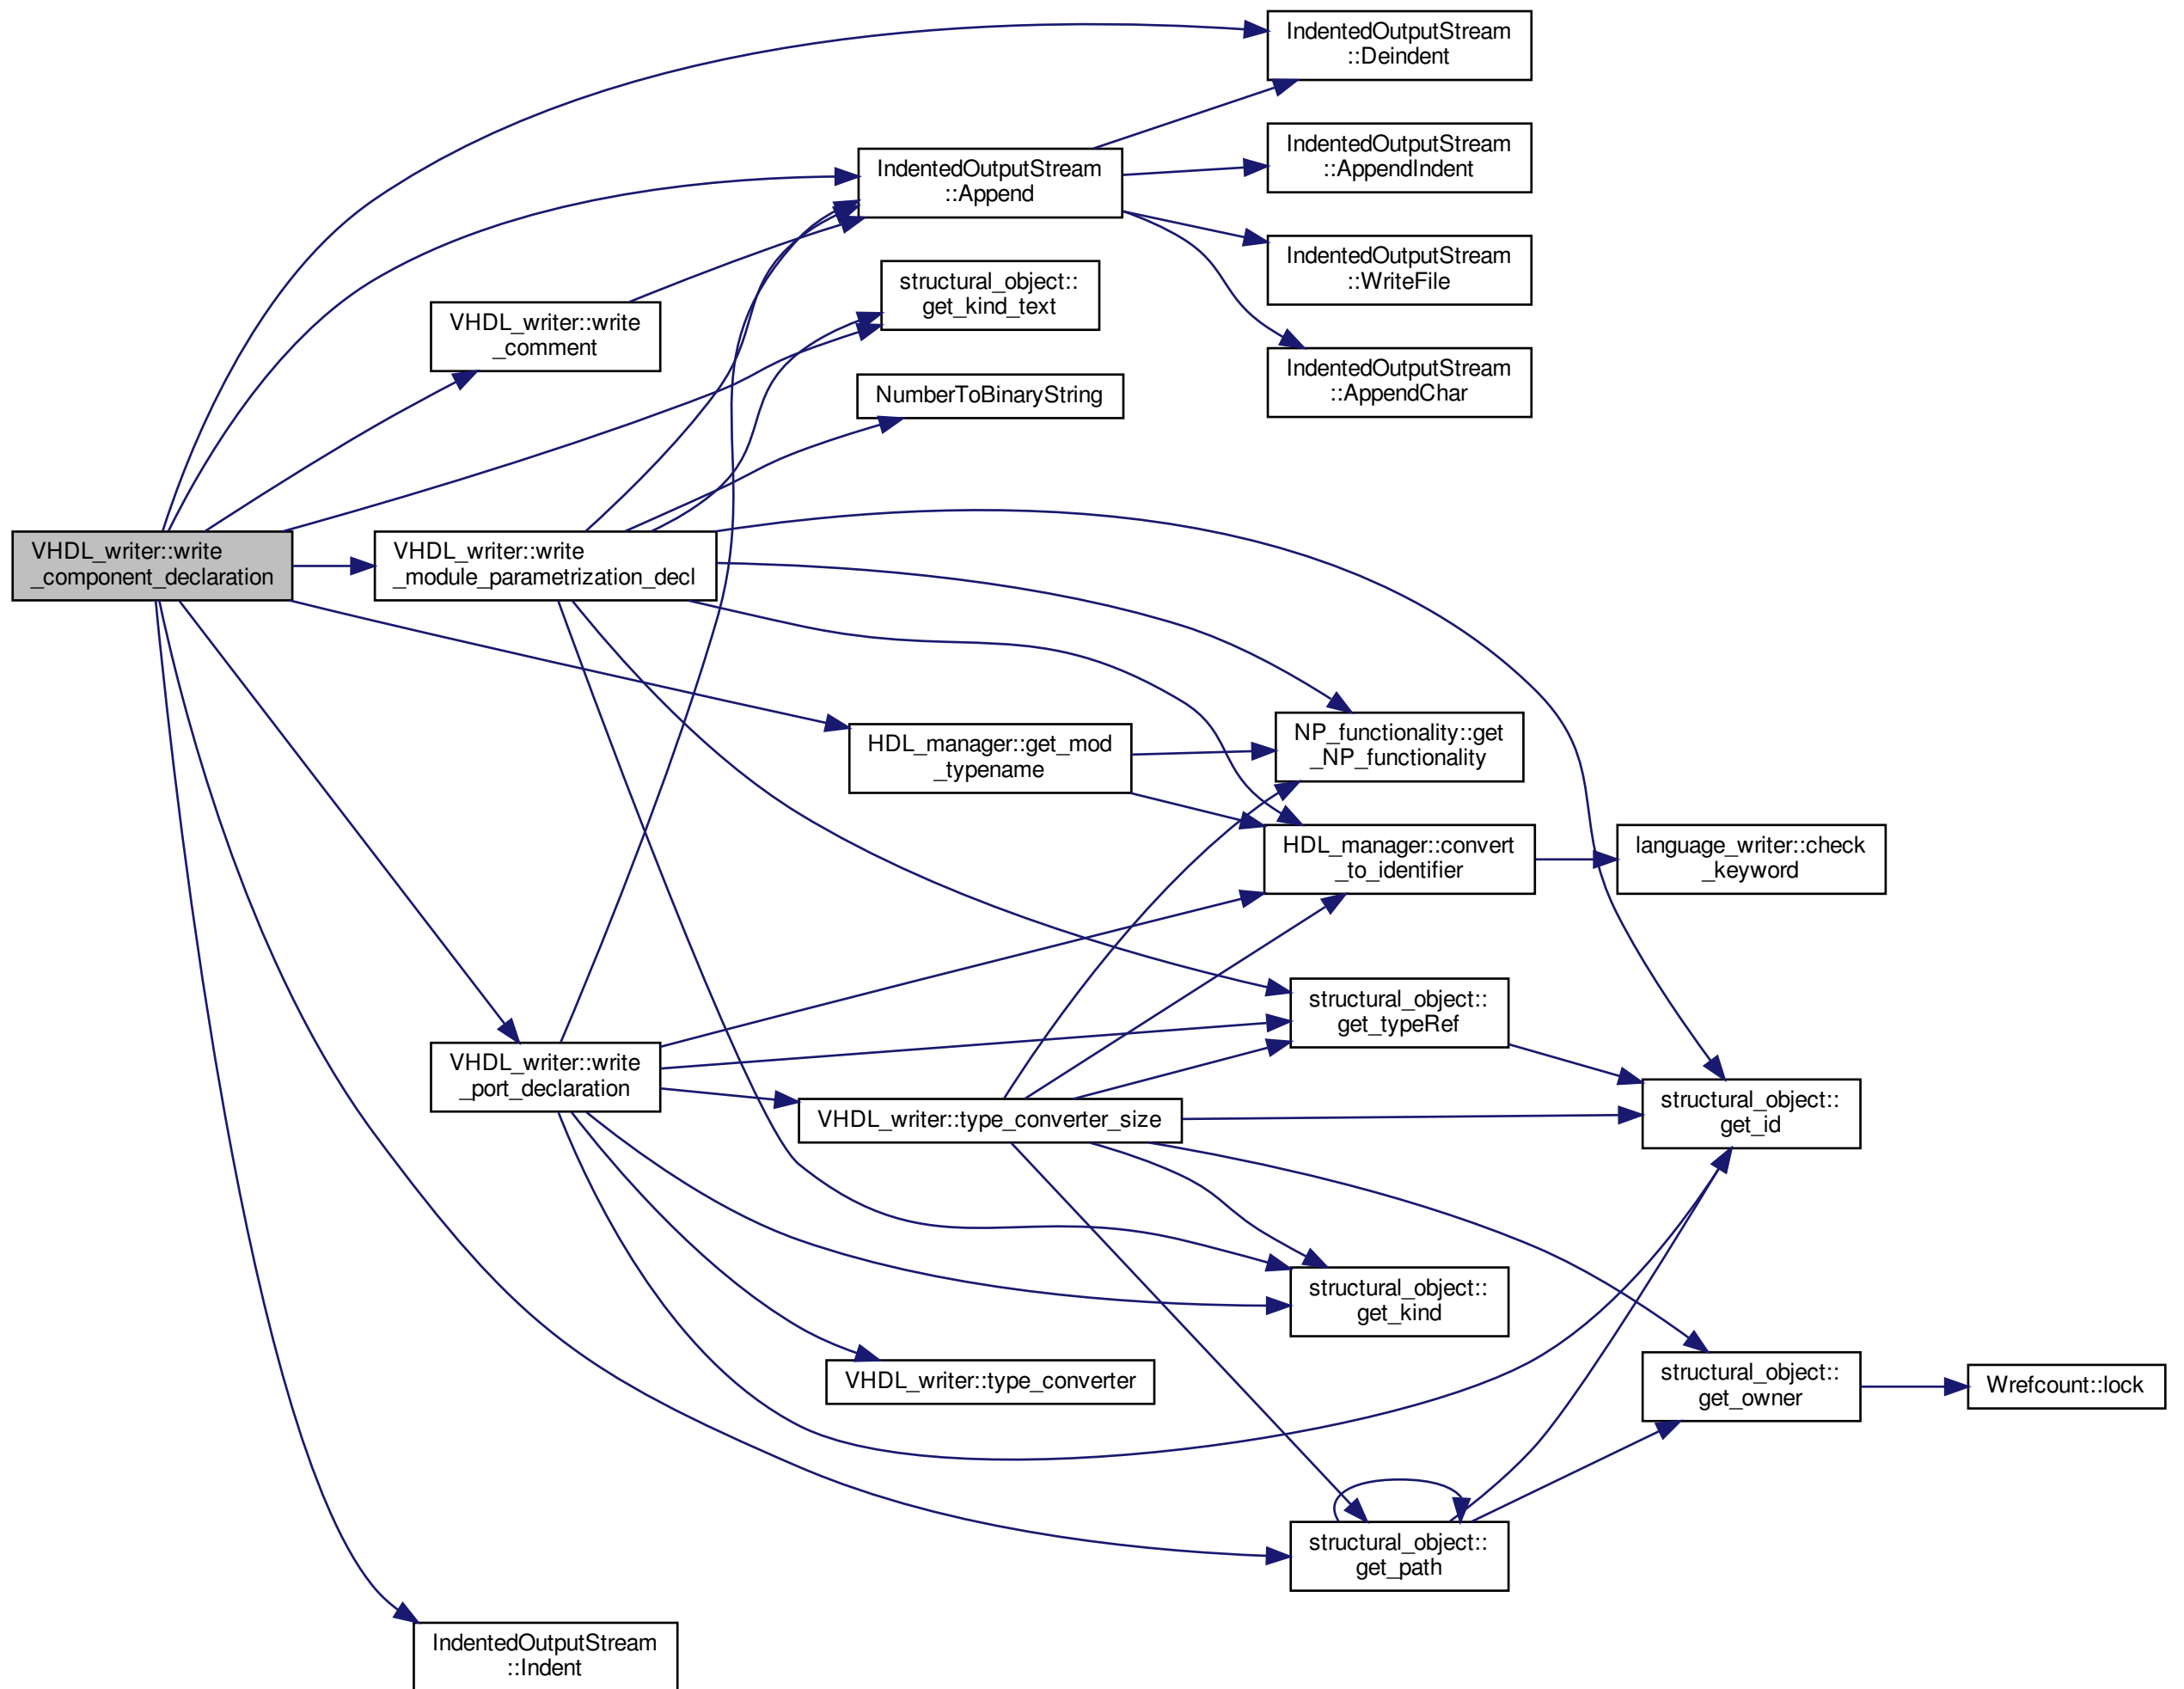 IndentedOutputStream
::Deindent
IndentedOutputStream
::AppendIndent
IndentedOutputStream
::Append
IndentedOutputStream
::WriteFile
structural_object::
get_kind_text
VHDL_writer::write
_comment
IndentedOutputStream
::AppendChar
NumberToBinaryString
VHDL_writer::write
_component_declaration
VHDL_writer::write
_module_parametrization_decl
HDL_manager::get_mod
_typename
NP_functionality::get
_NP_functionality
HDL_manager::convert
_to_identifier
language_writer::check
_keyword
structural_object::
get_typeRef
VHDL_writer::write
_port_declaration
VHDL_writer::type_converter_size
structural_object::
get_id
structural_object::
get_kind
VHDL_writer::type_converter
structural_object::
get_owner
Wrefcount::lock
structural_object::
get_path
IndentedOutputStream
::Indent